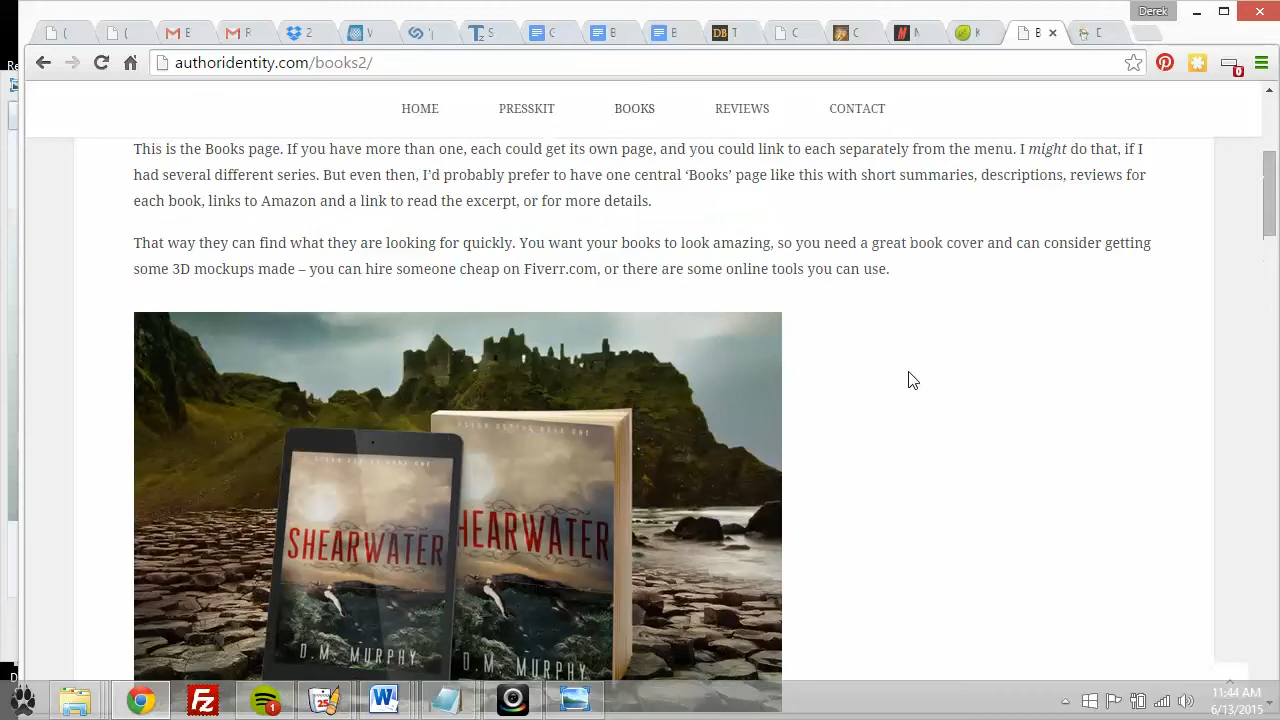 Derek
authoridentity.com/books2/
0
HOME PRESSKIT BOOKS REVIEWS CONTACT
This is the Books page. If you have more than one, each could get its own page, and you could link to each separately from the menu. I might do that, if I
had several different series. But even then, I'd probably prefer to have one central 'Books' page like this with short summaries, descriptions, reviews for
each book, links to Amazon and a link to read the excerpt, or for more details.
That way they can find what they are looking for quickly. You want your books to look amazing, so you need a great book cover and can consider getting
some 3D mockups made – you can hire someone cheap on Fiverr.com, or there are some online tools you can use.
SHEARWATER
HEARWATER
D.M. MURPHY
D.M. MURPHY
11:44 AM
6/13/2015